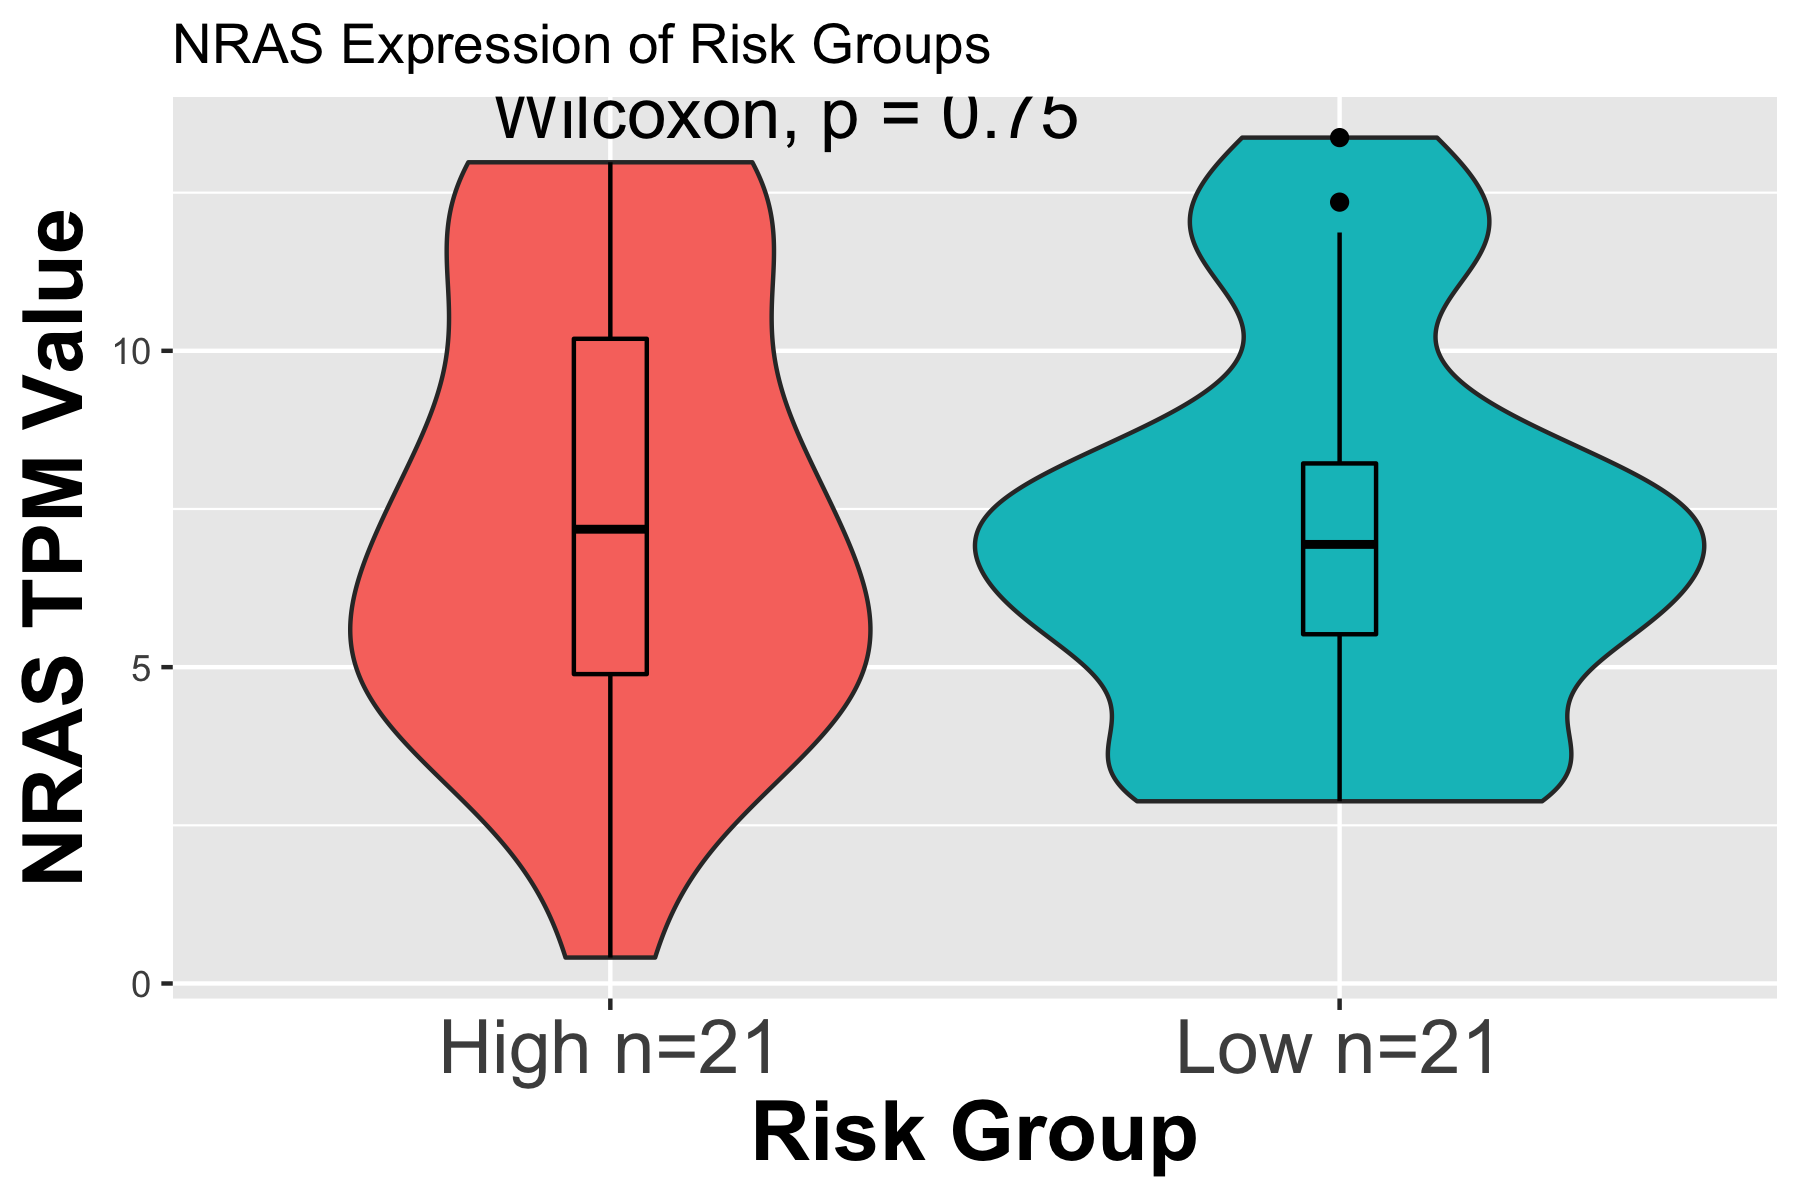 NRAS Expression of Risk Groups
Wilcoxon, p = 0.75
NRAS TPM Value
10
5
0
High n=21
Low n=21
Risk Group